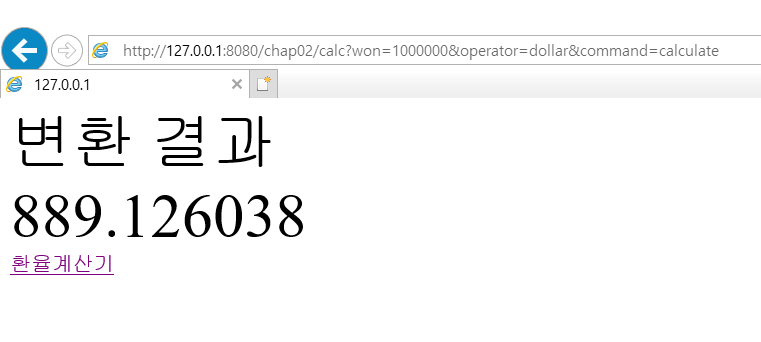 http://127.0.0.1:8080/chap02/calc?won=1000000&operator=dollar&command=calculate
127.0.0.1
변환 결과
889.126038
환율계산기